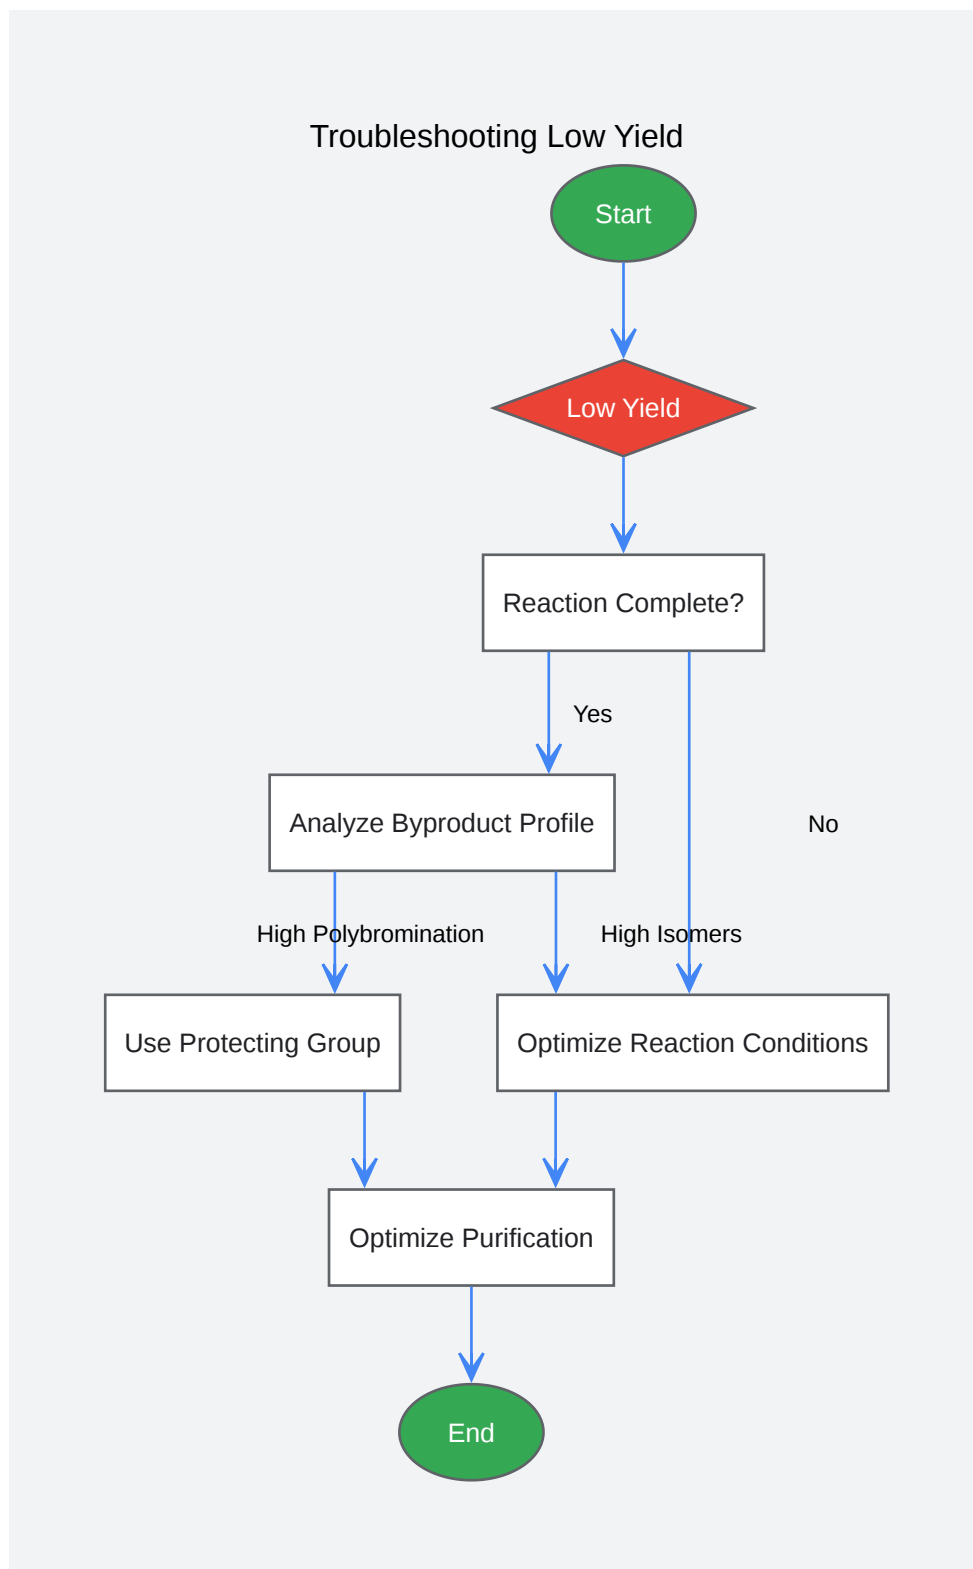 Troubleshooting Low Yield
Start
Low Yield
Reaction Complete?
Yes
Analyze Byproduct Profile
No
High Polybromination
High Isomers
Use Protecting Group
Optimize Reaction Conditions
Optimize Purification
End